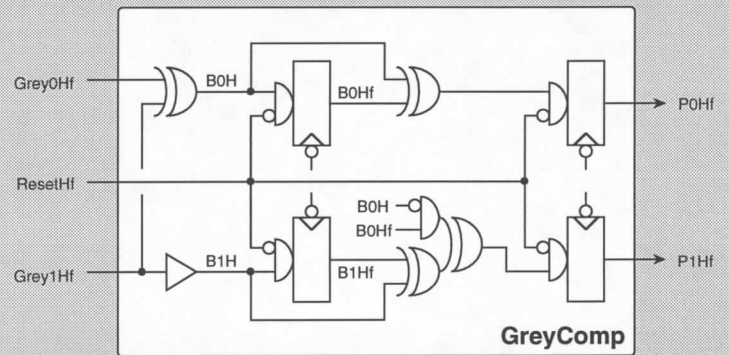 Grey0Hf
B0H
B0Hf
P0Hf
ResetHf
B0H
B0Hf
Grey1Hf
B1H
B1Hf
P1Hf
GreyComp